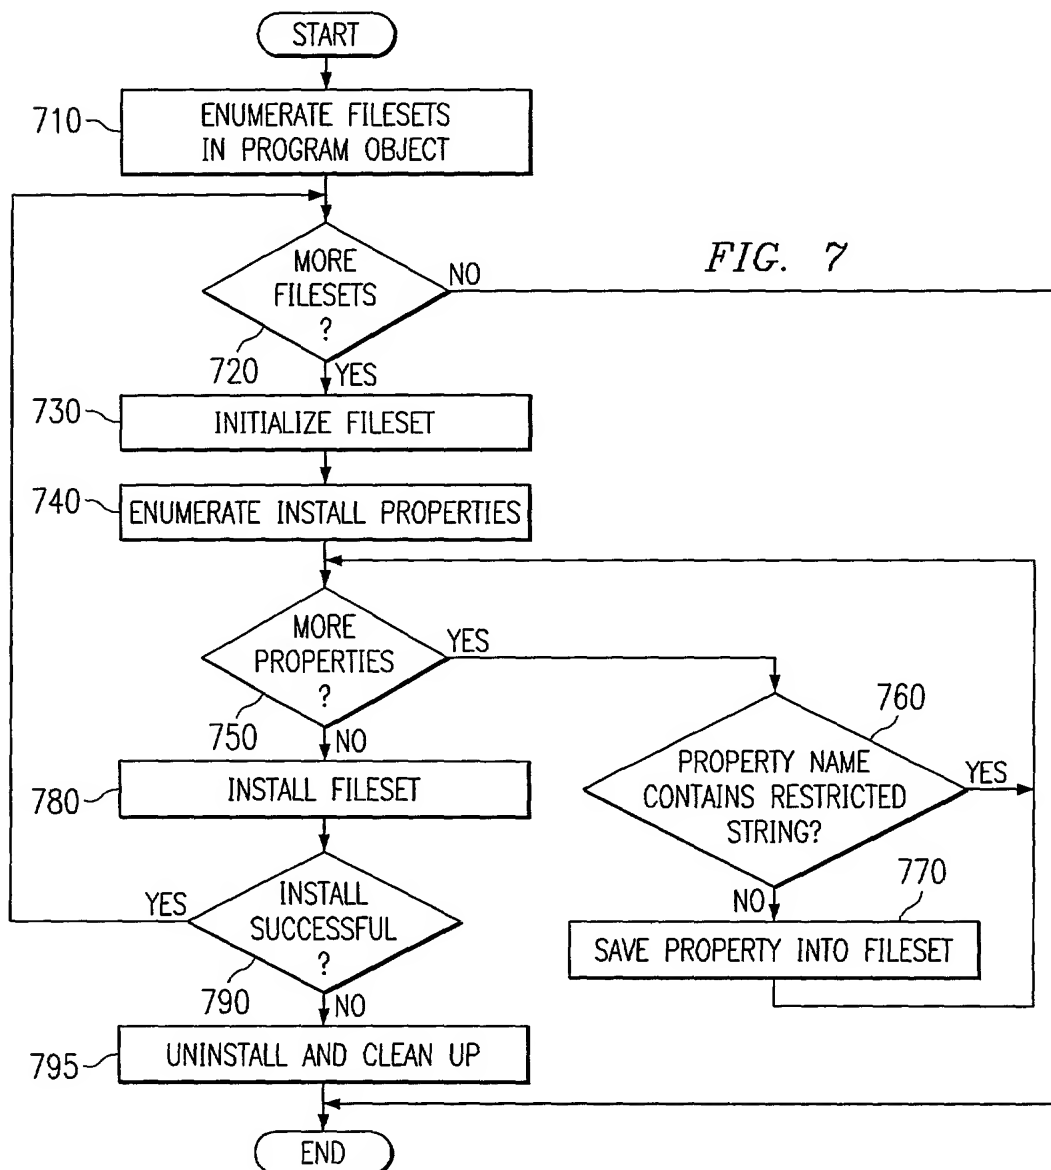 START
710
ENUMERATE FILESETS
IN PROGRAM OBJECT
FIG. 7
MORE
FILESETS
?
NO
720
YES
730
INITIALIZE FILESET
740
ENUMERATE INSTALL PROPERTIES
MORE
PROPERTIES
?
YES
750
NO
760
PROPERTY NAME
CONTAINS RESTRICTED
STRING?
YES
780
INSTALL FILESET
NO
770
SAVE PROPERTY INTO FILESET
YES
INSTALL
SUCCESSFUL
?
790
NO
795
UNINSTALL AND CLEAN UP
END